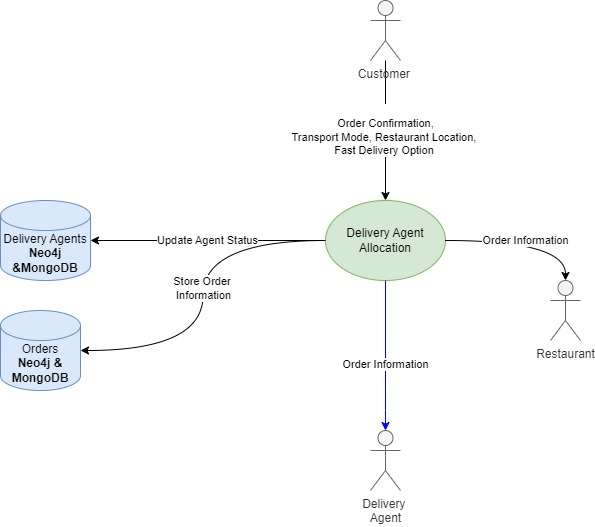 Customer
Order Confirmation,
Transport Mode, Restaurant Location,
Fast Delivery Option
Delivery Agents
Neo4j
&MongoDB
Update Agent Status
Delivery Agent
Allocation
Order Information
Store Order
Information
Restaurant
Orders
Neo4j &
MongoDB
Order Information
Delivery
Agent